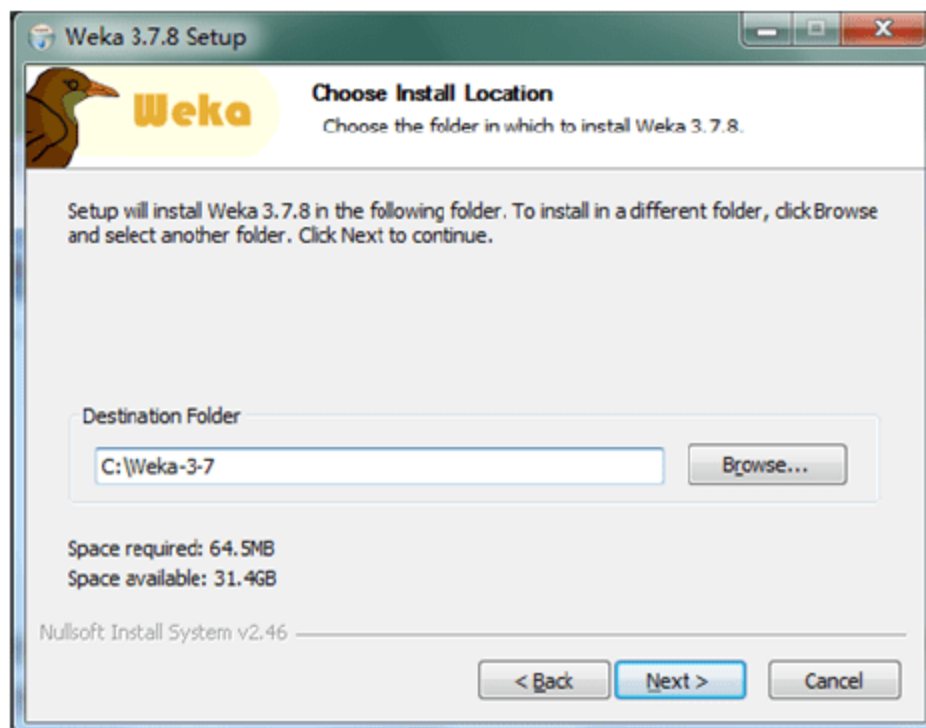 Weka 3.7.8 Setup
Weka
Choose Install Location
Choose the folder in which to install Weka 3.7.8.
Setup will install Weka 3.7.8 in the following folder. To install in a different folder, click Browse
and select another folder. Click Next to continue.
Destination Folder
C:\Weka-3-7
Browse...
Space required: 64.5MB
Space available: 31.4GB
Nullsoft Install System v2.46
< Back
Next >
Cancel